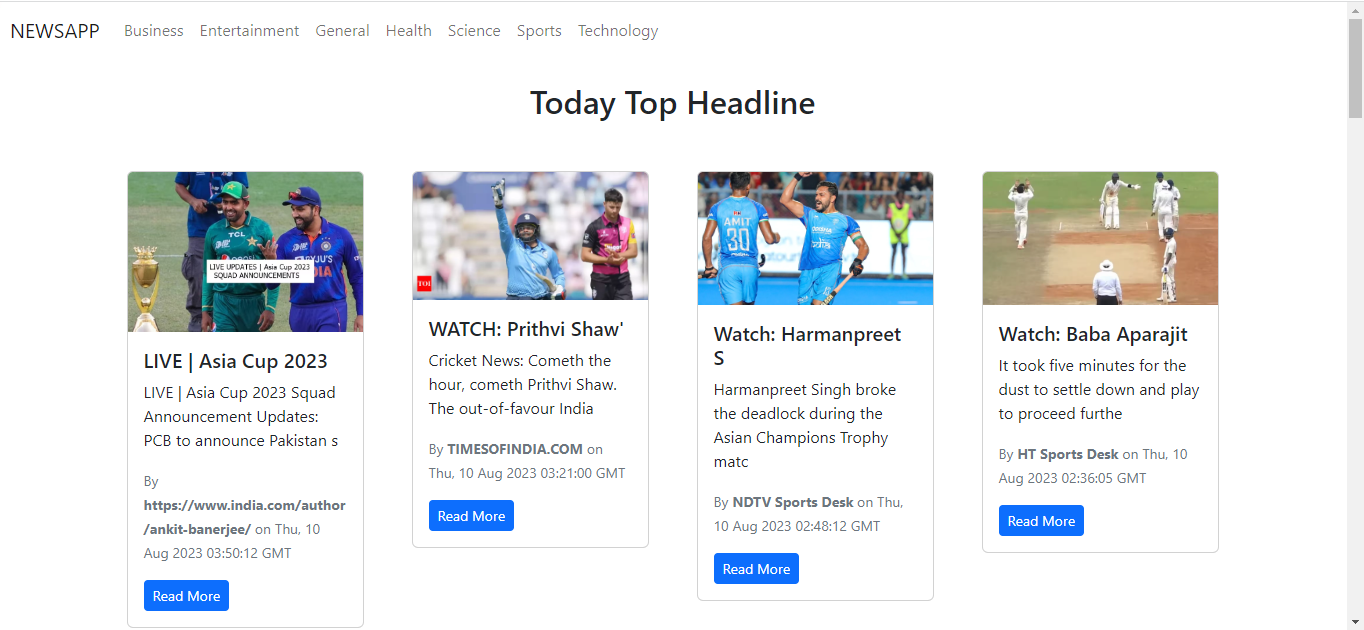 NEWSAPP Business Entertainment General Health Science Sports Technology
Today Top Headline
TCL
BYJU'S
LIVE UPDATES | Asia Cup 2023
SQUAD ANNOUNCEMENTS
LIVE | Asia Cup 2023
LIVE | Asia Cup 2023 Squad
Announcement Updates:
PCB to announce Pakistan s
By
https://www.india.com/author
/ankit-banerjee/ on Thu, 10
Aug 2023 03:50:12 GMT
Read More
TOI
WATCH: Prithvi Shaw'
Cricket News: Cometh the
hour, cometh Prithvi Shaw.
The out-of-favour India
By TIMESOFINDIA.COM on
Thu, 10 Aug 2023 03:21:00 GMT
Read More
AMIT
30
India
Watch: Harmanpreet
S
Harmanpreet Singh broke
the deadlock during the
Asian Champions Trophy
matc
By NDTV Sports Desk on Thu,
10 Aug 2023 02:48:12 GMT
Read More
Watch: Baba Aparajit
It took five minutes for the
dust to settle down and play
to proceed furthe
By HT Sports Desk on Thu, 10
Aug 2023 02:36:05 GMT
Read More